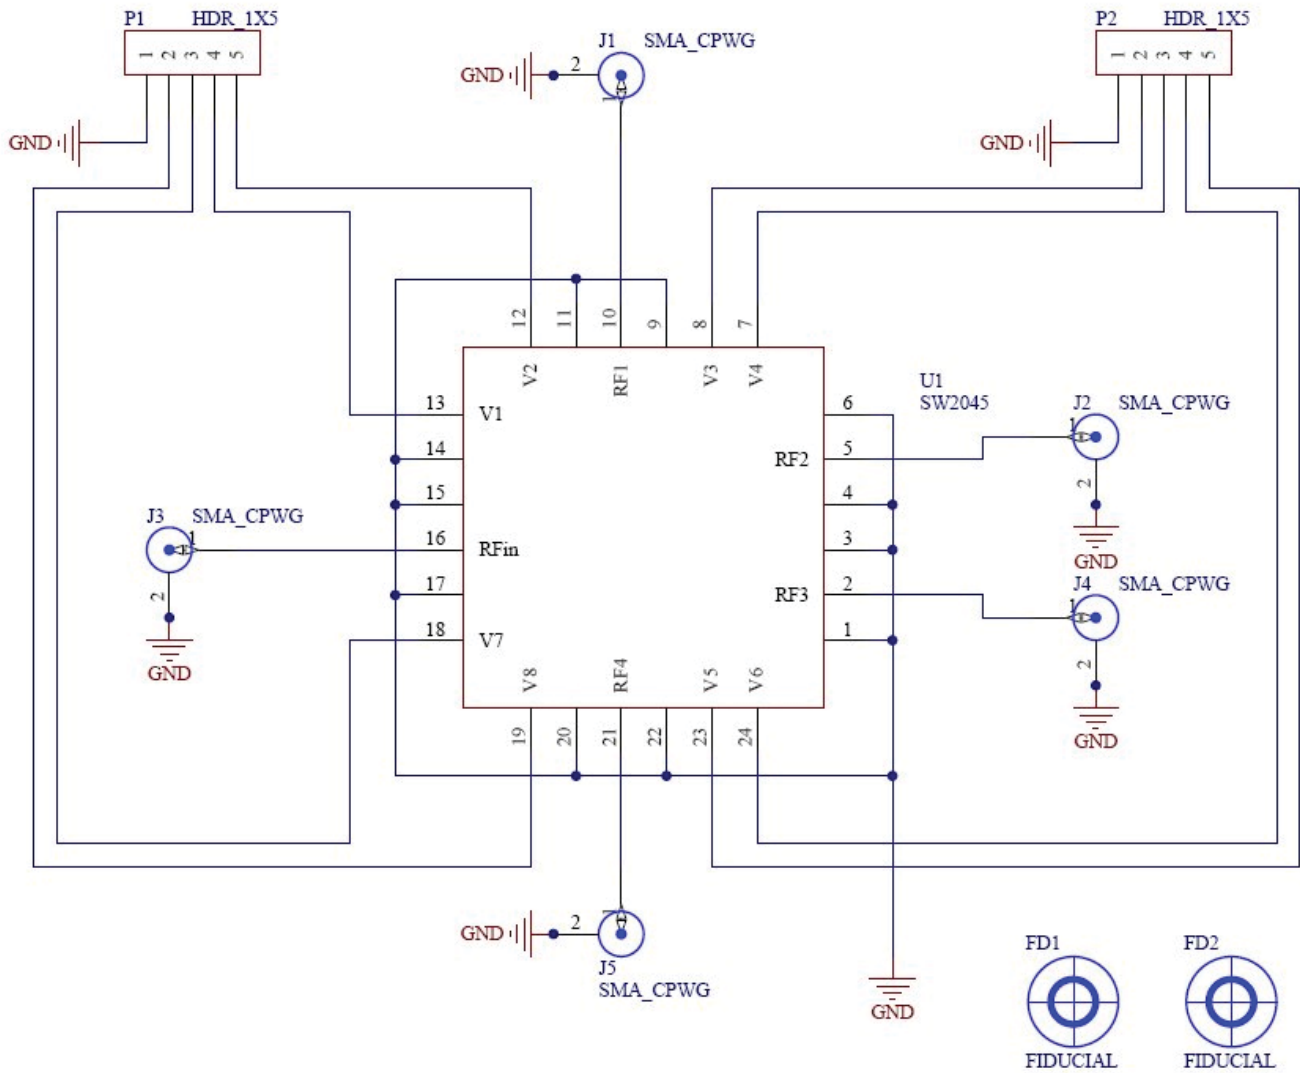 P1 HDR_1X5
1 2 3 4 5
GND
J1 SMA_CPWG
GND 2
1
P2 HDR_1X5
1 2 3 4 5
GND
12 11 10 9 8 7
V2 RF1 V3 V4
U1
SW2045
13 V1
14
15
16 RFin
17
18 V7
6
RF2 5
4
3
RF3 2
1
J2 SMA_CPWG
1
2
GND
J3 SMA_CPWG
1
2
GND
J4 SMA_CPWG
1
2
GND
V8 RF4 V5 V6
19 20 21 22 23 24
1
GND 2
J5
SMA_CPWG
GND
FD1
FIDUCIAL
FD2
FIDUCIAL